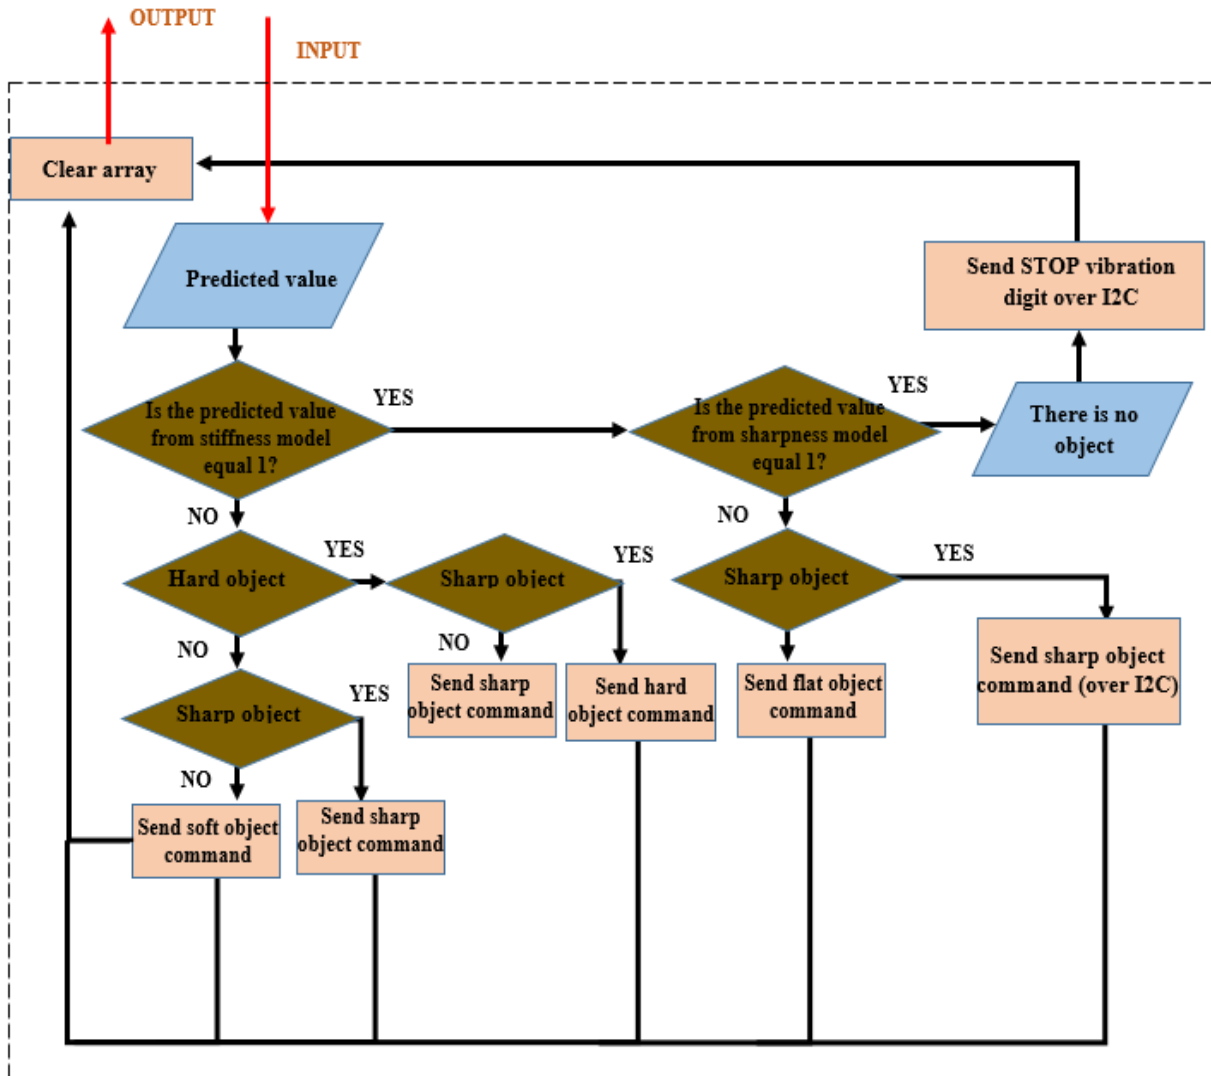 OUTPUT
INPUT
Clear array
Predicted value
Send STOP vibration
digit over I2C
YES
YES
Is the predicted value
from stiffness model
equal 1?
Is the predicted value
from sharpness model
equal 1?
There is no
object
NO
NO
Hard object
YES
Sharp object
YES
Sharp object
YES
NO
NO
Send sharp
object command
Send hard
object command
Send flat object
command
Send sharp object
command (over I2C)
Sharp object
YES
NO
Send soft object
command
Send sharp
object command